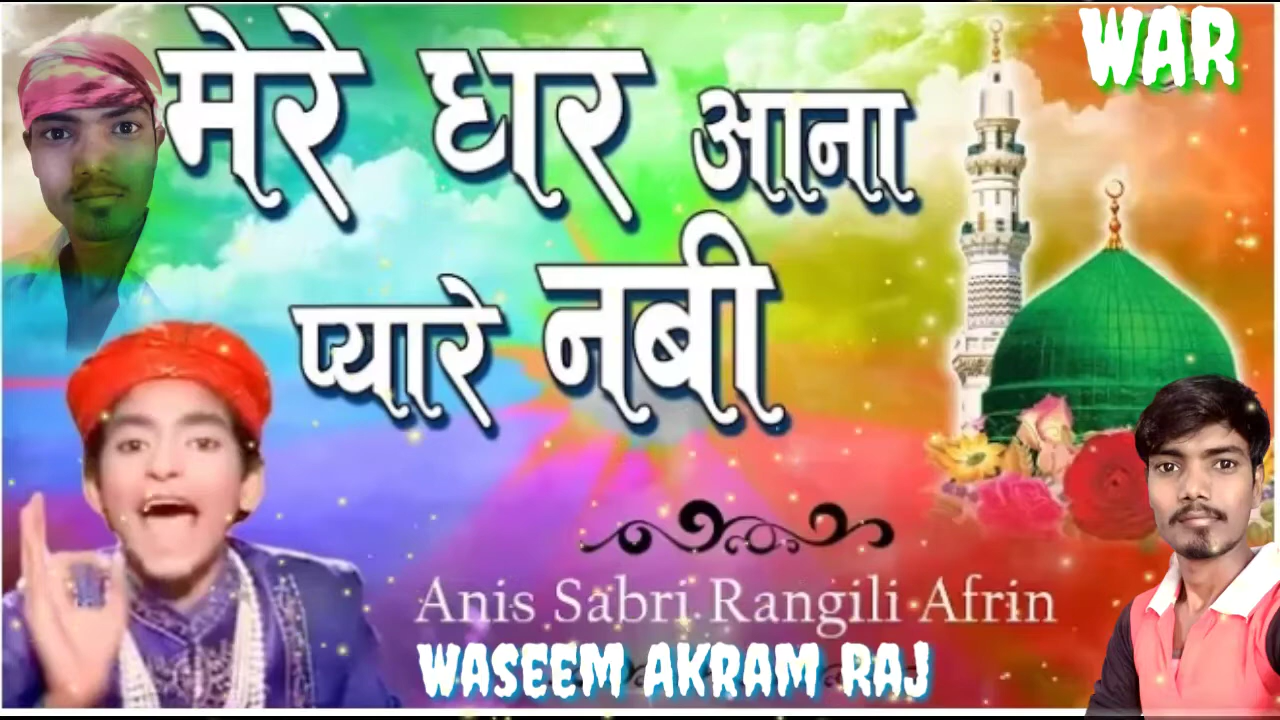 WAR
मेरे घर आना
प्यारे नबी
Anis Sabri Rangili Afrin
WASEEM AKRAM RAJ